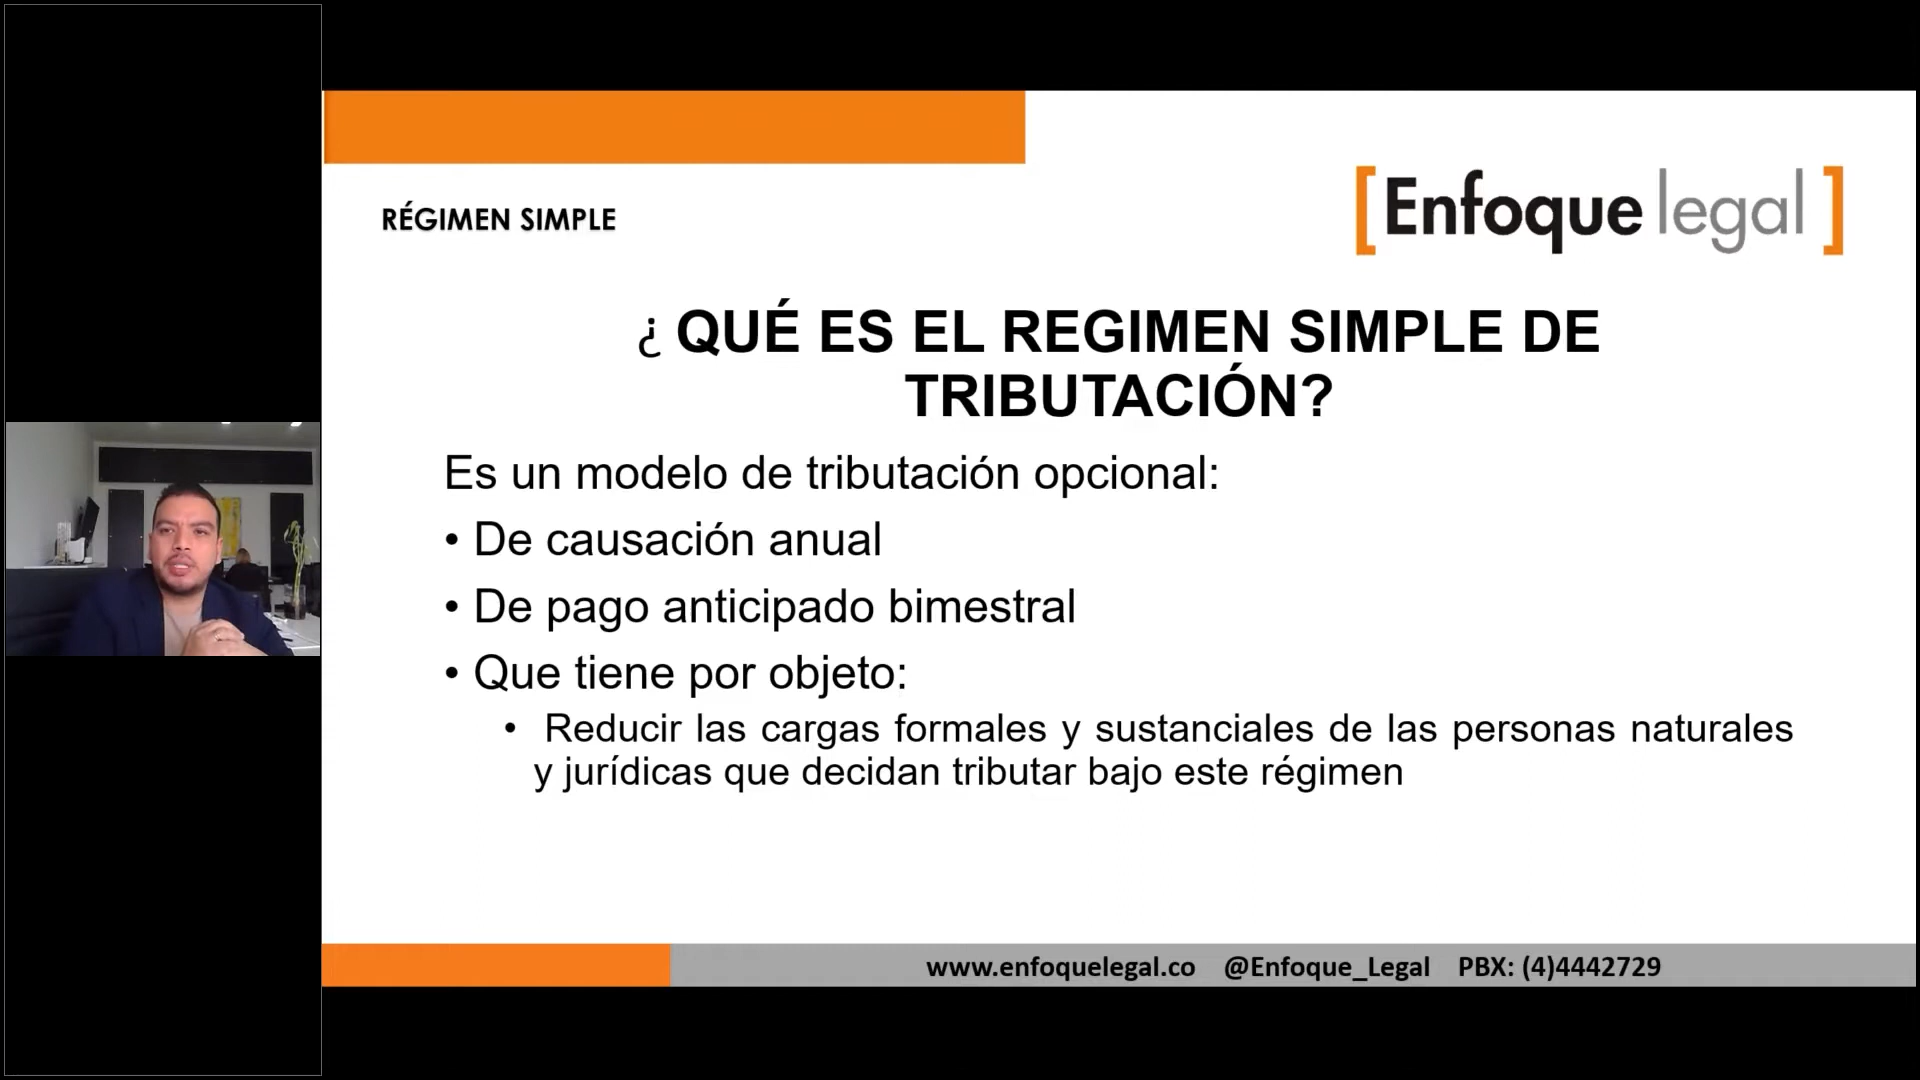 RÉGIMEN SIMPLE
[Enfoque legal]
¿ QUÉ ES EL REGIMEN SIMPLE DE
TRIBUTACIÓN?
Es un modelo de tributación opcional:
• De causación anual
• De pago anticipado bimestral
• Que tiene por objeto:
• Reducir las cargas formales y sustanciales de las personas naturales
y jurídicas que decidan tributar bajo este régimen
www.enfoquelegal.co @Enfoque_Legal PBX: (4)4442729